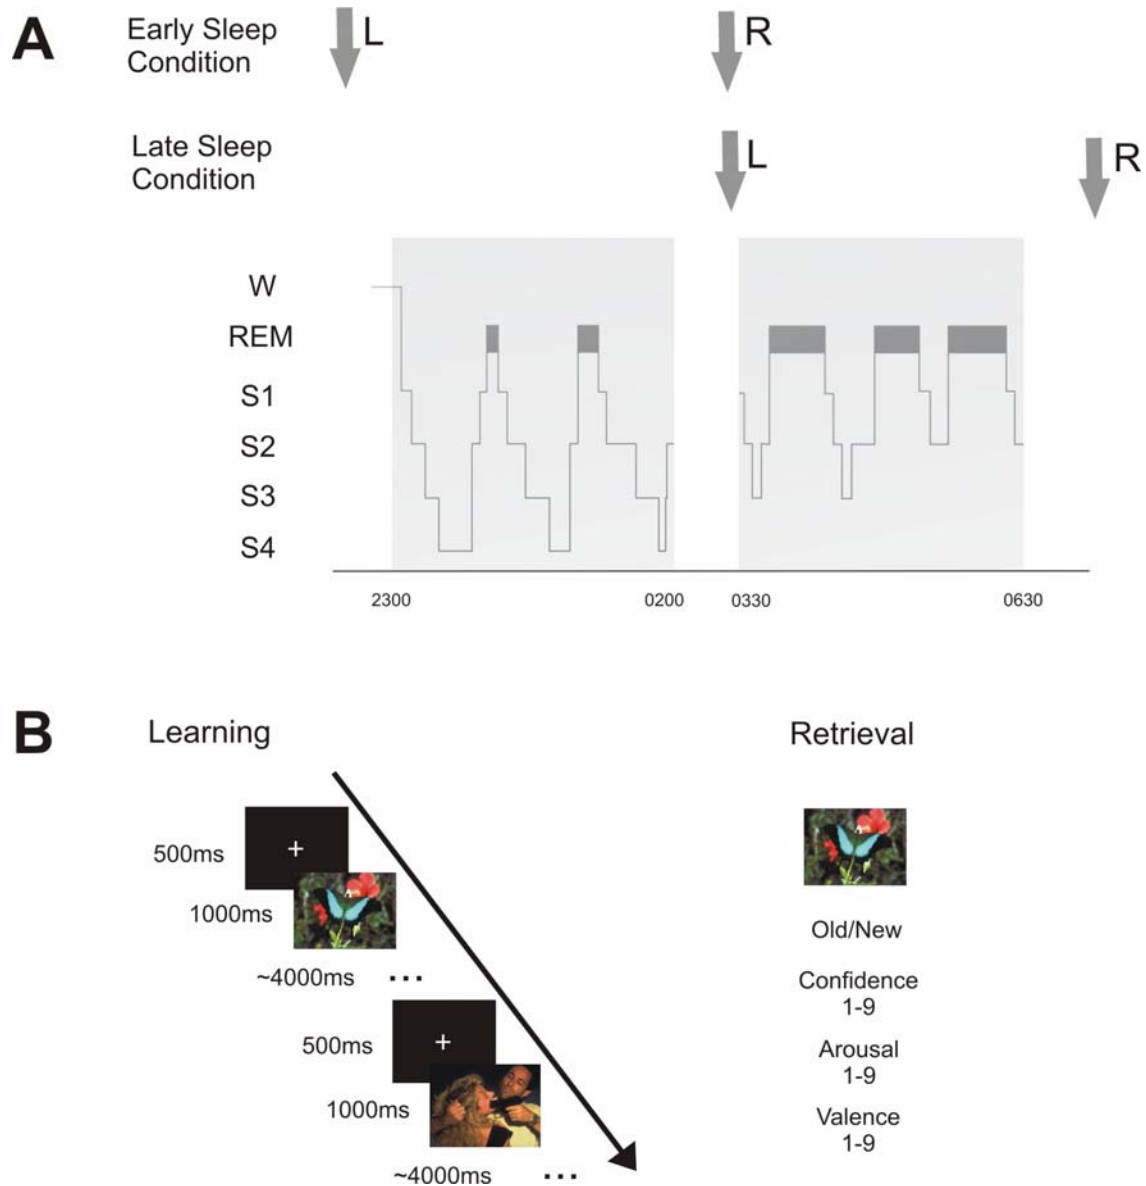 A
Early Sleep
Condition
L
R
Late Sleep
Condition
L
R
W
REM
S1
S2
S3
S4
2300
0200
0330
0630
B
Learning
Retrieval
500ms
+
1000ms
~4000ms
...
500ms
+
1000ms
~4000ms
...
Old/New
Confidence
1-9
Arousal
1-9
Valence
1-9